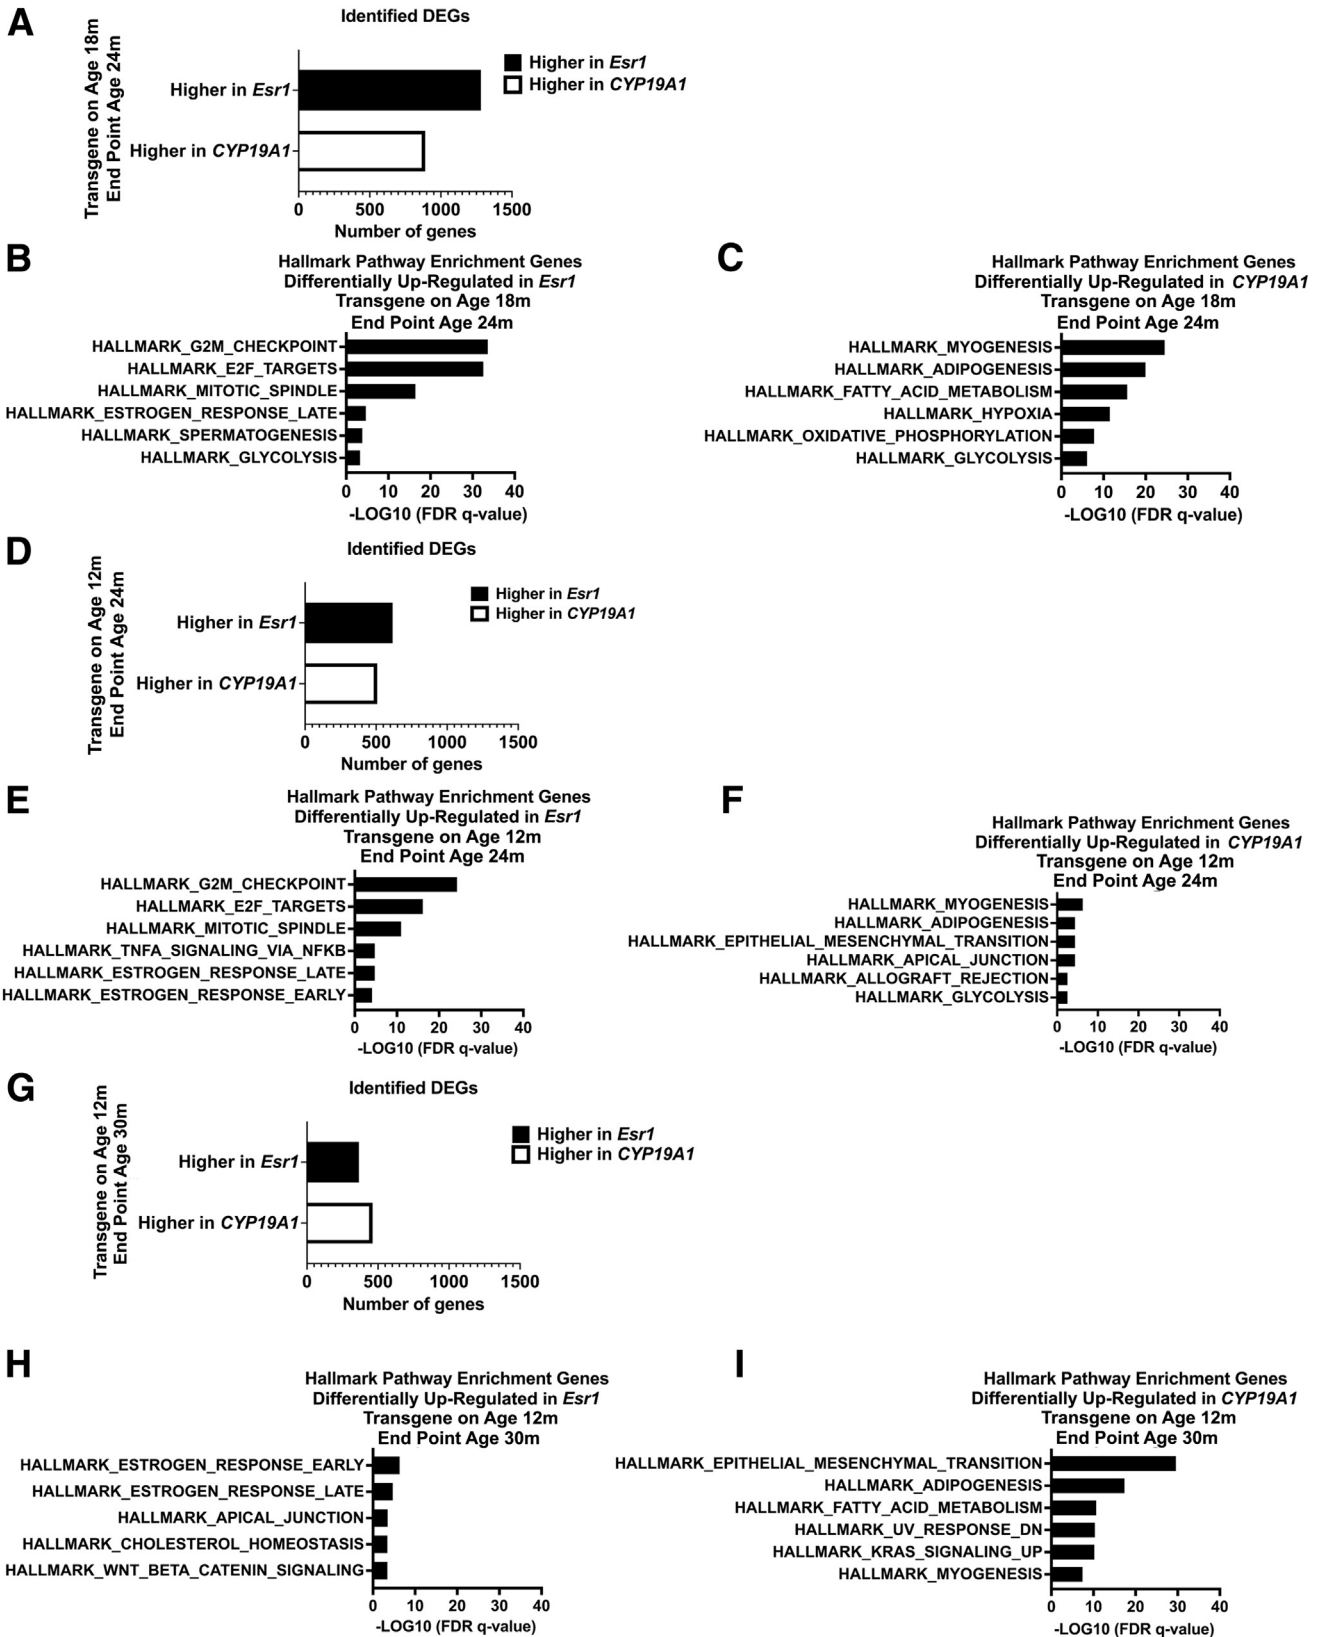 A
Identified DEGs
Transgene on Age 18m
End Point Age 24m
Higher in Esr1
Higher in CYP19A1
Higher in Esr1
Higher in CYP19A1
0 500 1000 1500
Number of genes
B
Hallmark Pathway Enrichment Genes
Differentially Up-Regulated in Esr1
Transgene on Age 18m
End Point Age 24m
HALLMARK_G2M_CHECKPOINT
HALLMARK_E2F_TARGETS
HALLMARK_MITOTIC_SPINDLE
HALLMARK_ESTROGEN_RESPONSE_LATE
HALLMARK_SPERMATOGENESIS
HALLMARK_GLYCOLYSIS
0 10 20 30 40
-LOG10 (FDR q-value)
C
Hallmark Pathway Enrichment Genes
Differentially Up-Regulated in CYP19A1
Transgene on Age 18m
End Point Age 24m
HALLMARK_MYOGENESIS
HALLMARK_ADIPOGENESIS
HALLMARK_FATTY_ACID_METABOLISM
HALLMARK_HYPOXIA
HALLMARK_OXIDATIVE_PHOSPHORYLATION
HALLMARK_GLYCOLYSIS
0 10 20 30 40
-LOG10 (FDR q-value)
D
Identified DEGs
Transgene on Age 12m
End Point Age 24m
Higher in Esr1
Higher in CYP19A1
Higher in Esr1
Higher in CYP19A1
0 500 1000 1500
Number of genes
E
Hallmark Pathway Enrichment Genes
Differentially Up-Regulated in Esr1
Transgene on Age 12m
End Point Age 24m
HALLMARK_G2M_CHECKPOINT
HALLMARK_E2F_TARGETS
HALLMARK_MITOTIC_SPINDLE
HALLMARK_TNFA_SIGNALING_VIA_NFKB
HALLMARK_ESTROGEN_RESPONSE_LATE
HALLMARK_ESTROGEN_RESPONSE_EARLY
0 10 20 30 40
-LOG10 (FDR q-value)
F
Hallmark Pathway Enrichment Genes
Differentially Up-Regulated in CYP19A1
Transgene on Age 12m
End Point Age 24m
HALLMARK_MYOGENESIS
HALLMARK_ADIPOGENESIS
HALLMARK_EPITHELIAL_MESENCHYMAL_TRANSITION
HALLMARK_APICAL_JUNCTION
HALLMARK_ALLOGRAFT_REJECTION
HALLMARK_GLYCOLYSIS
0 10 20 30 40
-LOG10 (FDR q-value)
G
Identified DEGs
Transgene on Age 12m
End Point Age 30m
Higher in Esr1
Higher in CYP19A1
Higher in Esr1
Higher in CYP19A1
0 500 1000 1500
Number of genes
H
Hallmark Pathway Enrichment Genes
Differentially Up-Regulated in Esr1
Transgene on Age 12m
End Point Age 30m
HALLMARK_ESTROGEN_RESPONSE_EARLY
HALLMARK_ESTROGEN_RESPONSE_LATE
HALLMARK_APICAL_JUNCTION
HALLMARK_CHOLESTEROL_HOMEOSTASIS
HALLMARK_WNT_BETA_CATENIN_SIGNALING
0 10 20 30 40
-LOG10 (FDR q-value)
I
Hallmark Pathway Enrichment Genes
Differentially Up-Regulated in CYP19A1
Transgene on Age 12m
End Point Age 30m
HALLMARK_EPITHELIAL_MESENCHYMAL_TRANSITION
HALLMARK_ADIPOGENESIS
HALLMARK_FATTY_ACID_METABOLISM
HALLMARK_UV_RESPONSE_DN
HALLMARK_KRAS_SIGNALING_UP
HALLMARK_MYOGENESIS
0 10 20 30 40
-LOG10 (FDR q-value)